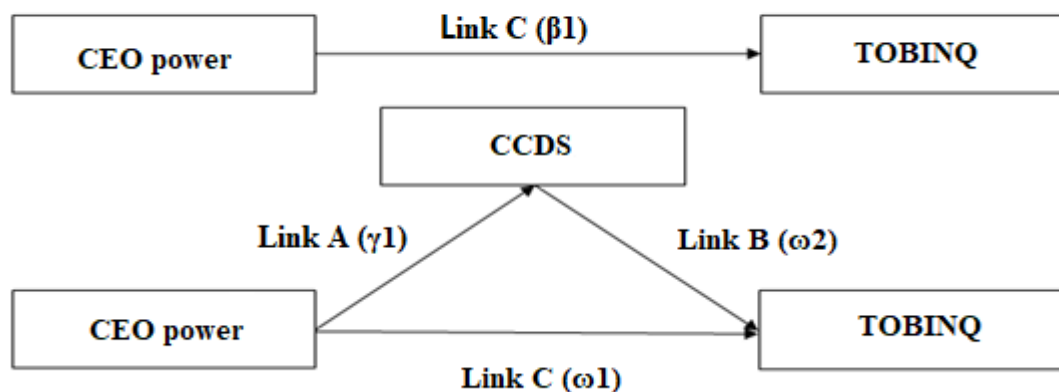 Link C (β1)
CEO power
TOBINQ
CCDS
Link A (γ1)
Link B (ω2)
CEO power
TOBINQ
Link C (ω1)